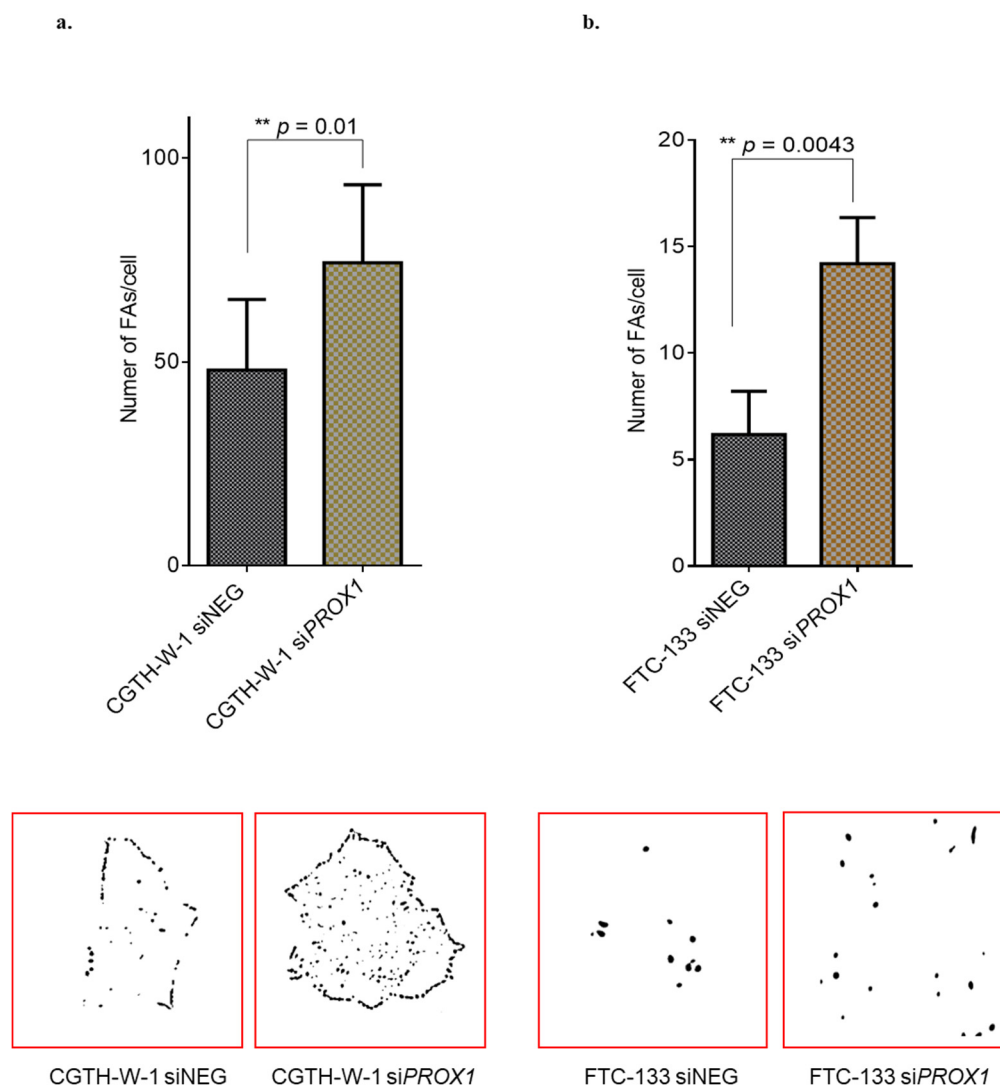 a.
b.
** p = 0.01
100
50
0
Numer of FAs/cell
CGTH-W-1 siNEG
CGTH-W-1 siPROX1
** p = 0.0043
20
15
10
5
0
Numer of FAs/cell
FTC-133 siNEG
FTC-133 siPROX1
CGTH-W-1 siNEG
CGTH-W-1 siPROX1
FTC-133 siNEG
FTC-133 siPROX1